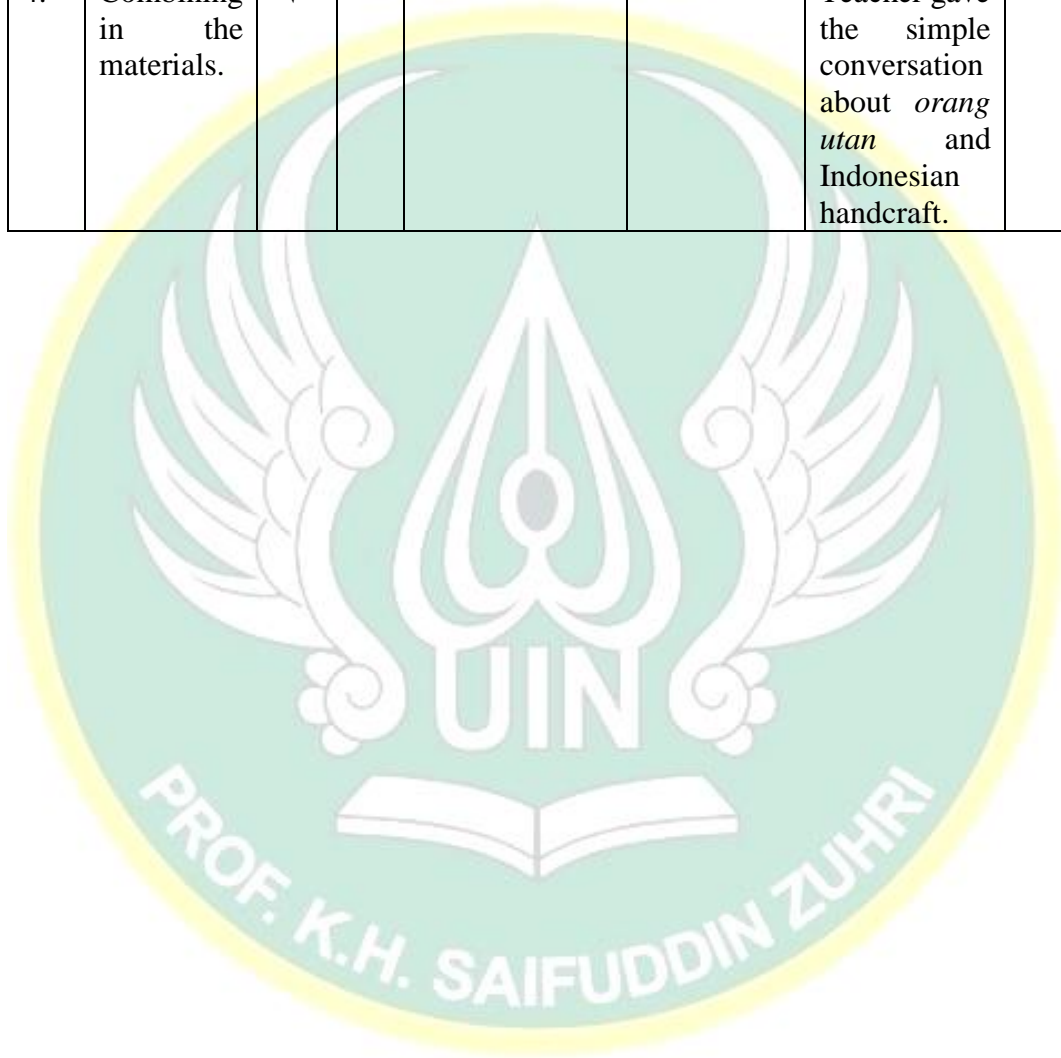 4.
Combining
in the
materials.
√
Teacher gave
the simple
conversation
about orang
utan and
Indonesian
handcraft.
UIN
PROF. K.H. SAIFUDDIN ZUHRI